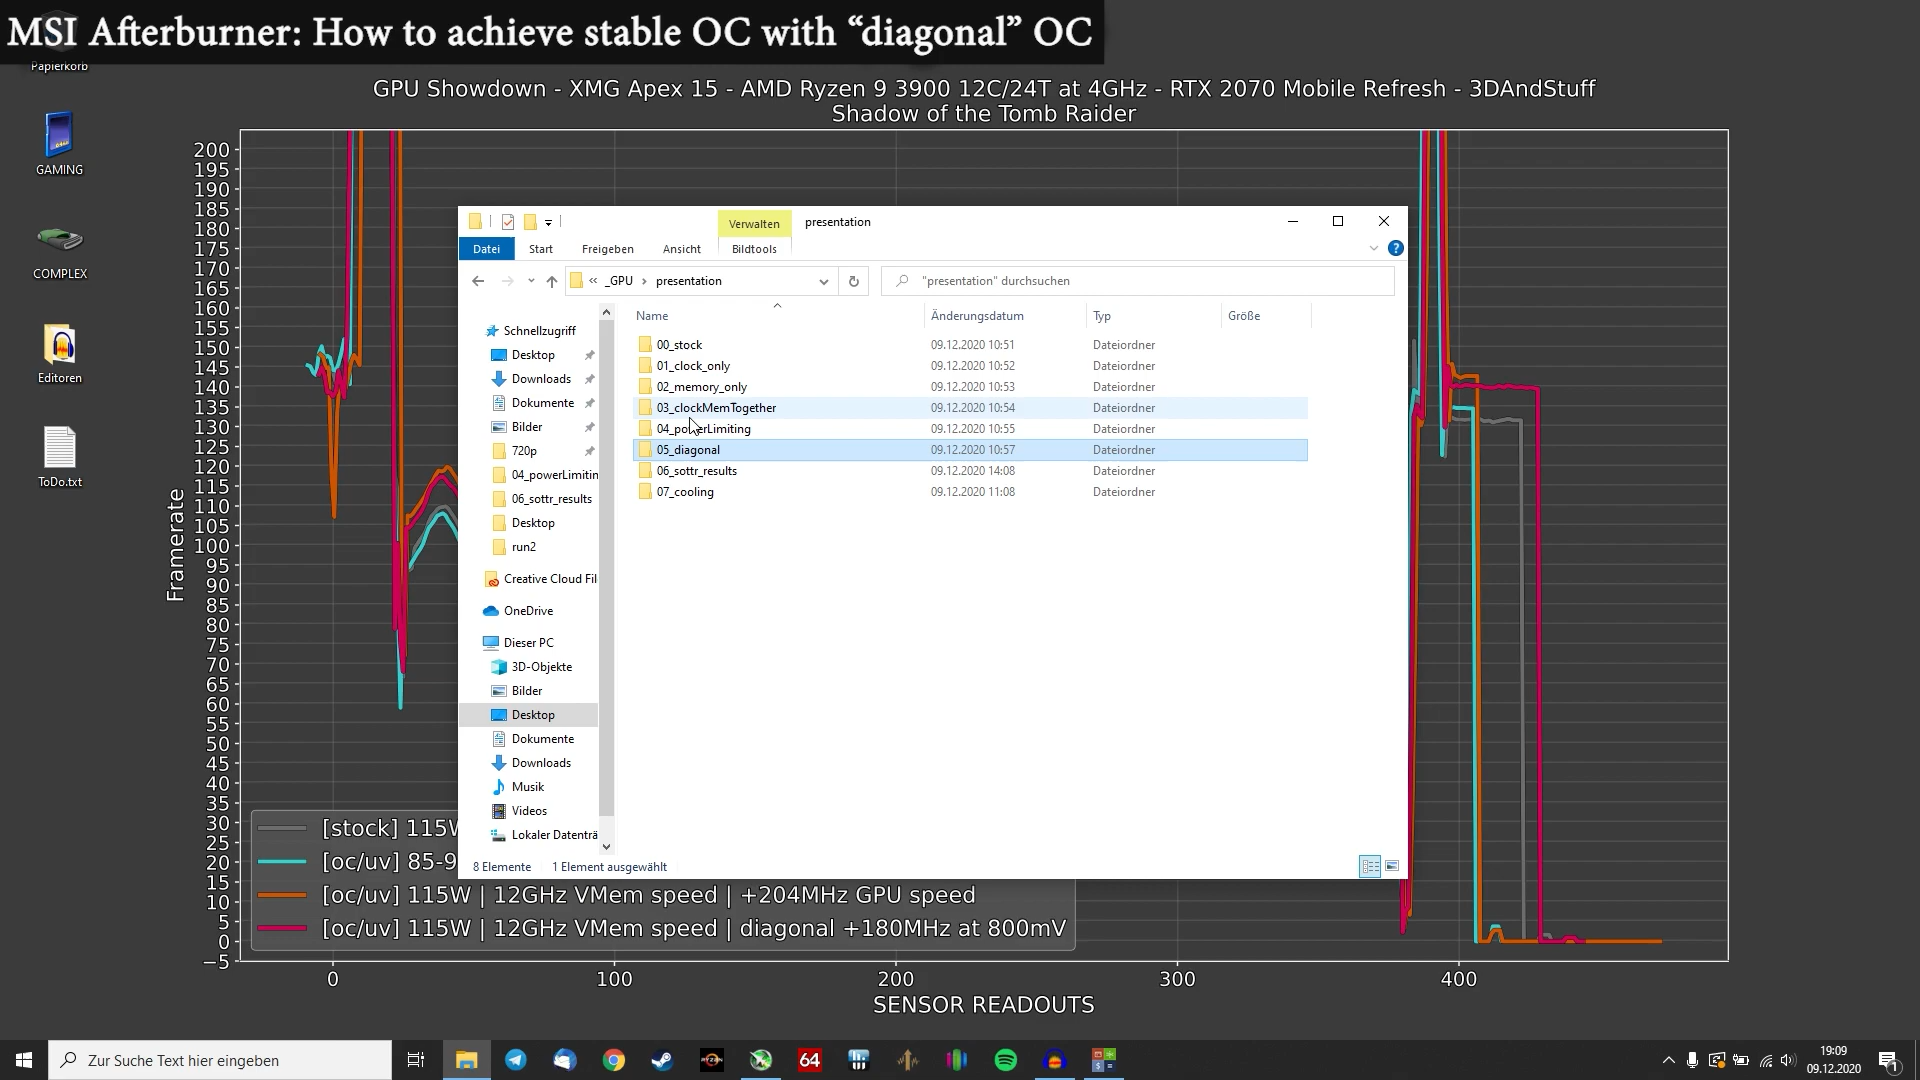 MSI Afterburner: How to achieve stable OC with “diagonal” OC
Papierkorb
GAMING
COMPLEX
Editoren
ToDo.txt
GPU Showdown - XMG Apex 15 - AMD Ryzen 9 3900 12C/24T at 4GHz - RTX 2070 Mobile Refresh - 3DAndStuff
Shadow of the Tomb Raider
Framerate
200
195
190
185
180
175
170
165
160
155
150
145
140
135
130
125
120
115
110
105
100
95
90
85
80
75
70
65
60
55
50
45
40
35
30
25
20
15
10
5
0
−5
Verwalten
presentation
Datei
Start
Freigeben
Ansicht
Bildtools
?
« _GPU › presentation
"presentation" durchsuchen
Name Änderungsdatum Typ Größe
00_stock 09.12.2020 10:51 Dateiordner
01_clock_only 09.12.2020 10:52 Dateiordner
02_memory_only 09.12.2020 10:53 Dateiordner
03_clockMemTogether 09.12.2020 10:54 Dateiordner
04_powerLimiting 09.12.2020 10:55 Dateiordner
05_diagonal 09.12.2020 10:57 Dateiordner
06_sottr_results 09.12.2020 14:08 Dateiordner
07_cooling 09.12.2020 11:08 Dateiordner
Schnellzugriff
Desktop
Downloads
Dokumente
Bilder
720p
04_powerLimitin
06_sottr_results
Desktop
run2
Creative Cloud Fil
OneDrive
Dieser PC
3D-Objekte
Bilder
Desktop
Dokumente
Downloads
Musik
Videos
Lokaler Datenträ
8 Elemente 1 Element ausgewählt
[stock] 115W
[oc/uv] 85-9
[oc/uv] 115W | 12GHz VMem speed | +204MHz GPU speed
[oc/uv] 115W | 12GHz VMem speed | diagonal +180MHz at 800mV
0 100 200 300 400
SENSOR READOUTS
Zur Suche Text hier eingeben
RYZEN
64
19:09
09.12.2020
1